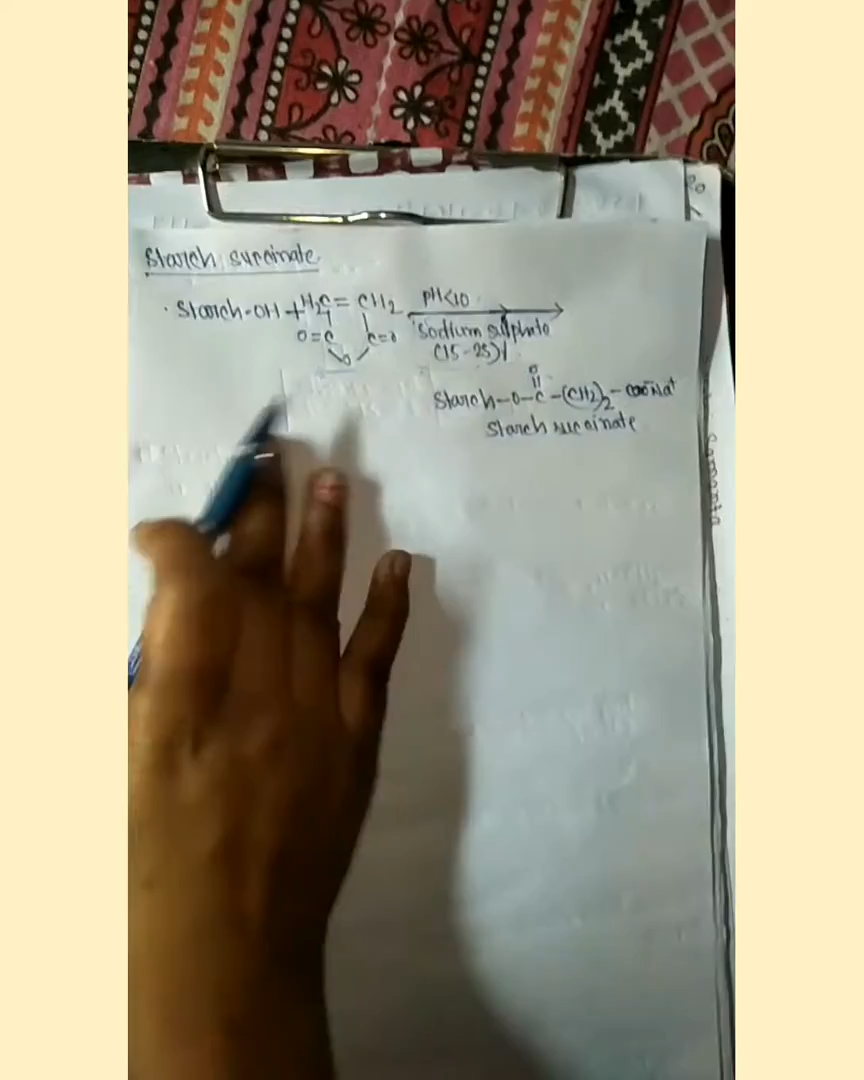 Starch succinate
· Starch-OH + H₂C = CH₂ pH<10
O=C C=O Sodium sulphate
O (15-25)%
O
Starch-O-C-(CH₂)₂-COO⁻Na⁺
Starch succinate
Samanta